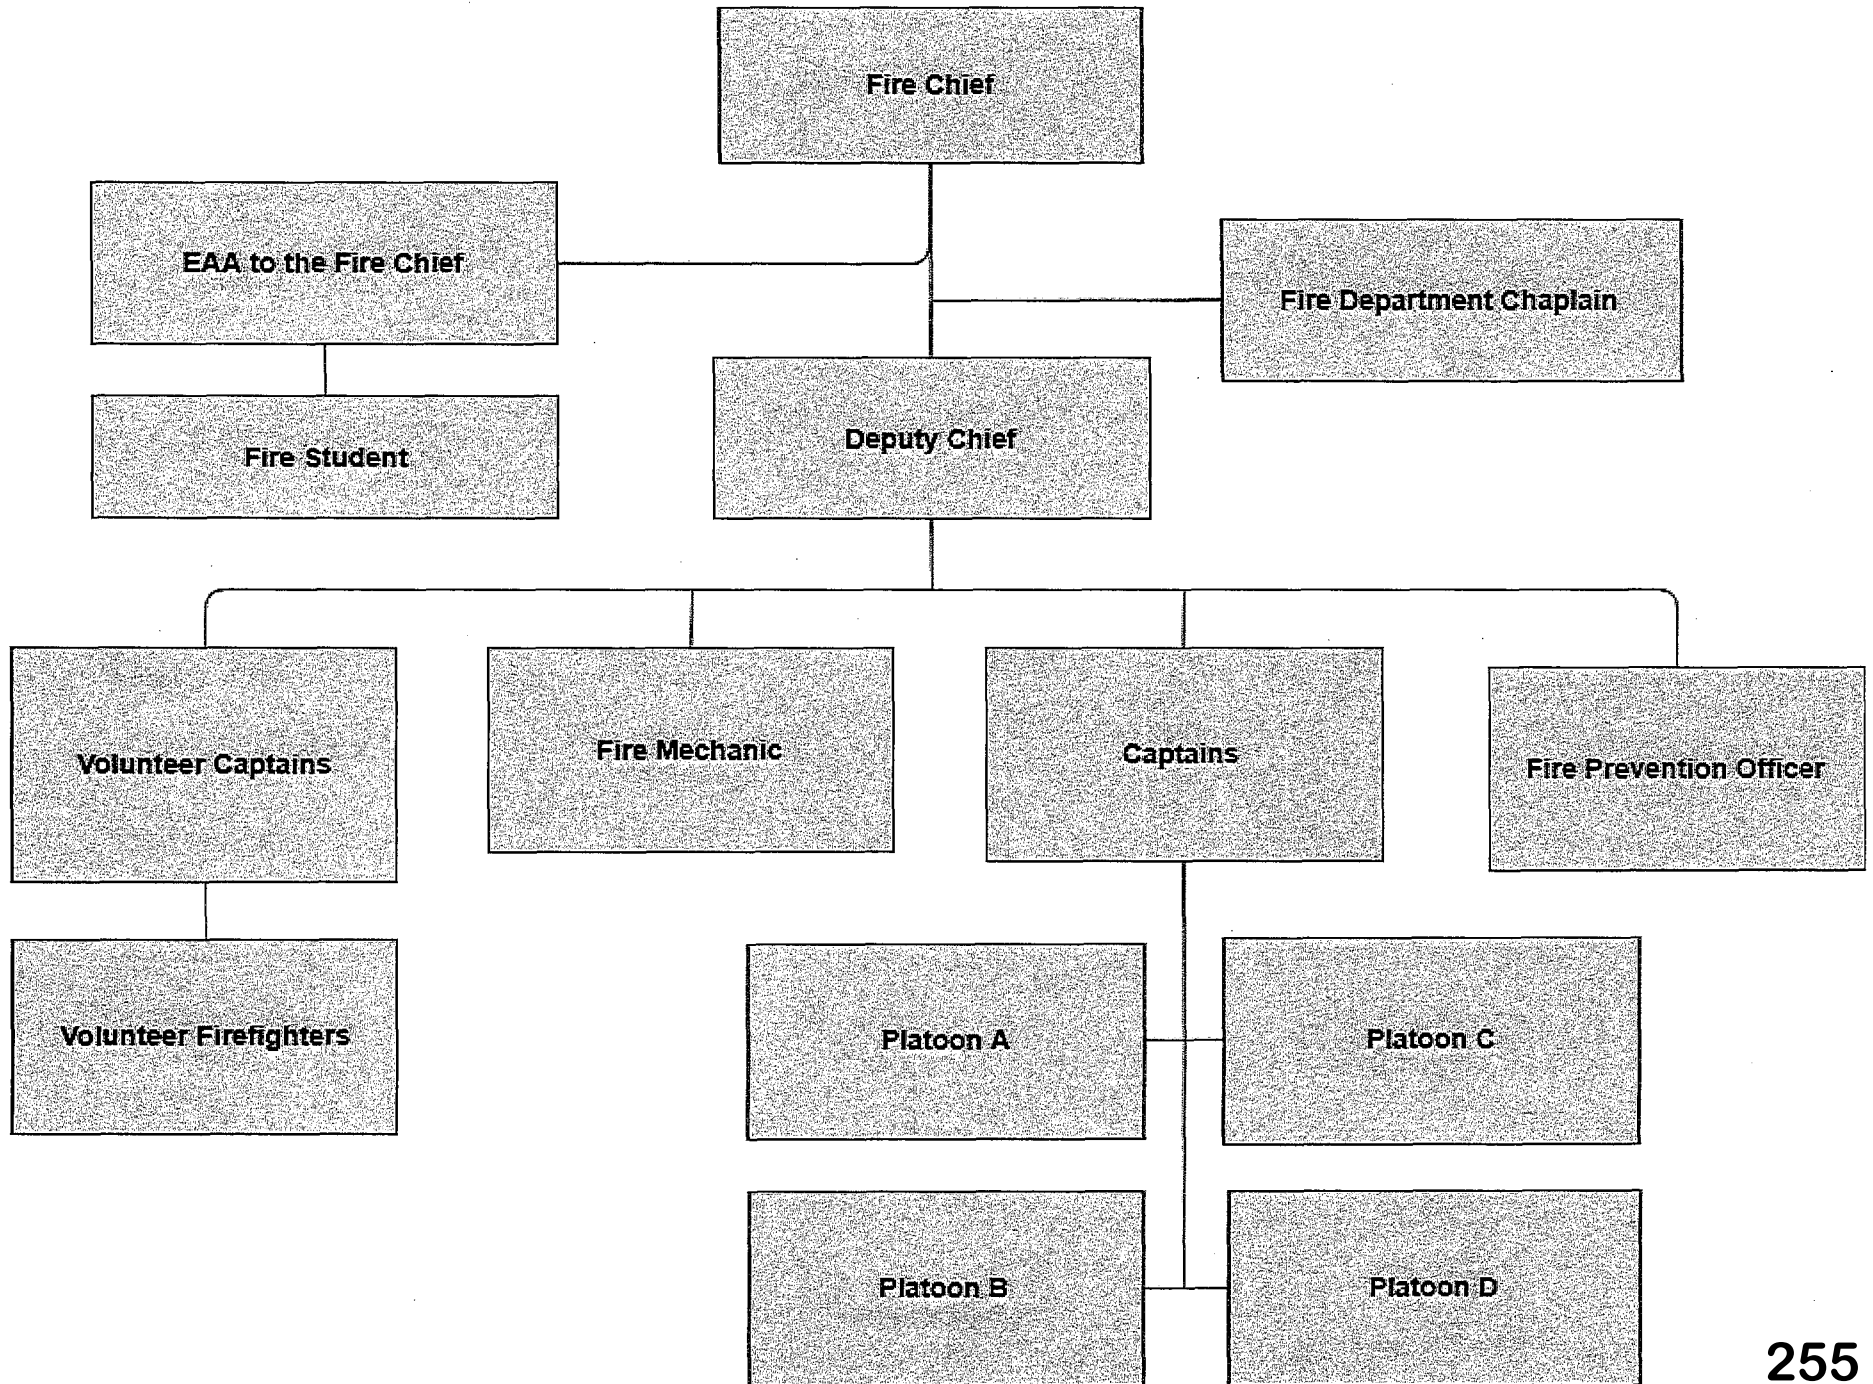 Fire Chief
EAA to the Fire Chief
Fire Department Chaplain
Fire Student
Deputy Chief
Volunteer Captains
Fire Mechanic
Captains
Fire Prevention Officer
Volunteer Firefighters
Platoon A
Platoon C
Platoon B
Platoon D
255